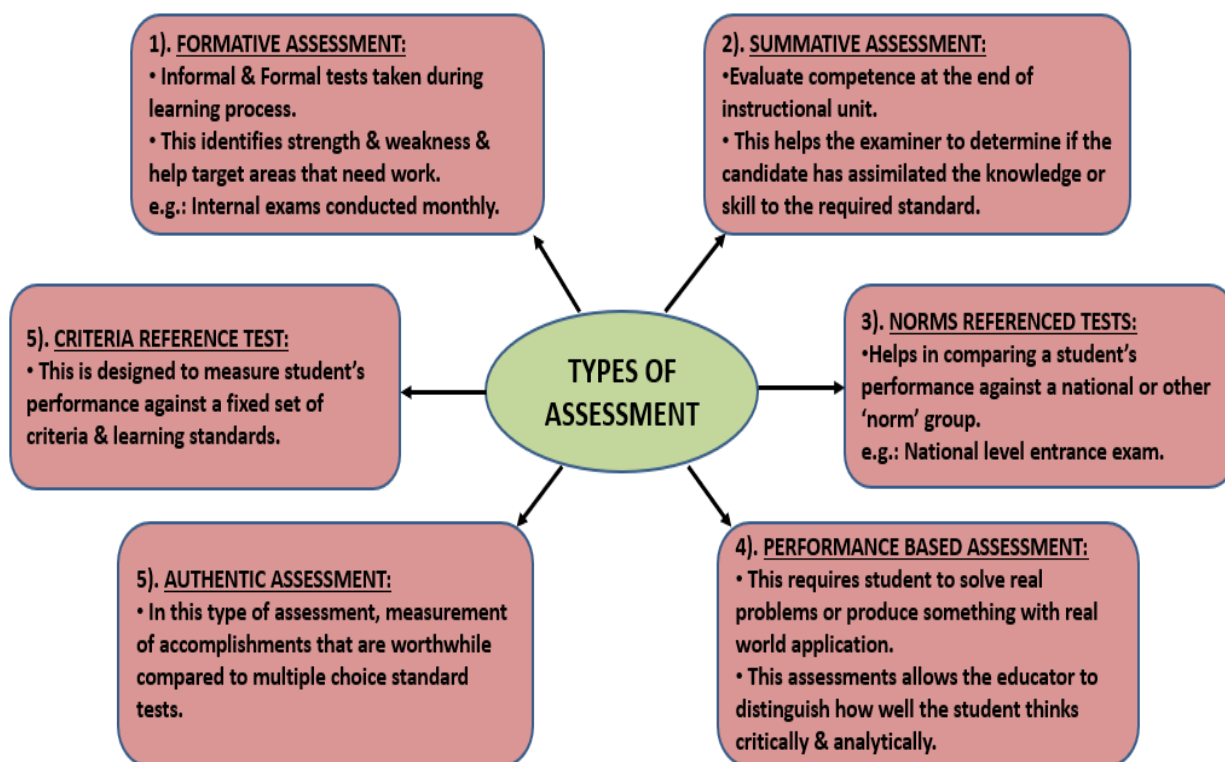 1). FORMATIVE ASSESSMENT:
• Informal & Formal tests taken during
learning process.
• This identifies strength & weakness &
help target areas that need work.
e.g.: Internal exams conducted monthly.
2). SUMMATIVE ASSESSMENT:
•Evaluate competence at the end of
instructional unit.
• This helps the examiner to determine if the
candidate has assimilated the knowledge or
skill to the required standard.
5). CRITERIA REFERENCE TEST:
• This is designed to measure student's
performance against a fixed set of
criteria & learning standards.
TYPES OF
ASSESSMENT
3). NORMS REFERENCED TESTS:
•Helps in comparing a student's
performance against a national or other
'norm' group.
e.g.: National level entrance exam.
5). AUTHENTIC ASSESSMENT:
• In this type of assessment, measurement
of accomplishments that are worthwhile
compared to multiple choice standard
tests.
4). PERFORMANCE BASED ASSESSMENT:
• This requires student to solve real
problems or produce something with real
world application.
• This assessments allows the educator to
distinguish how well the student thinks
critically & analytically.